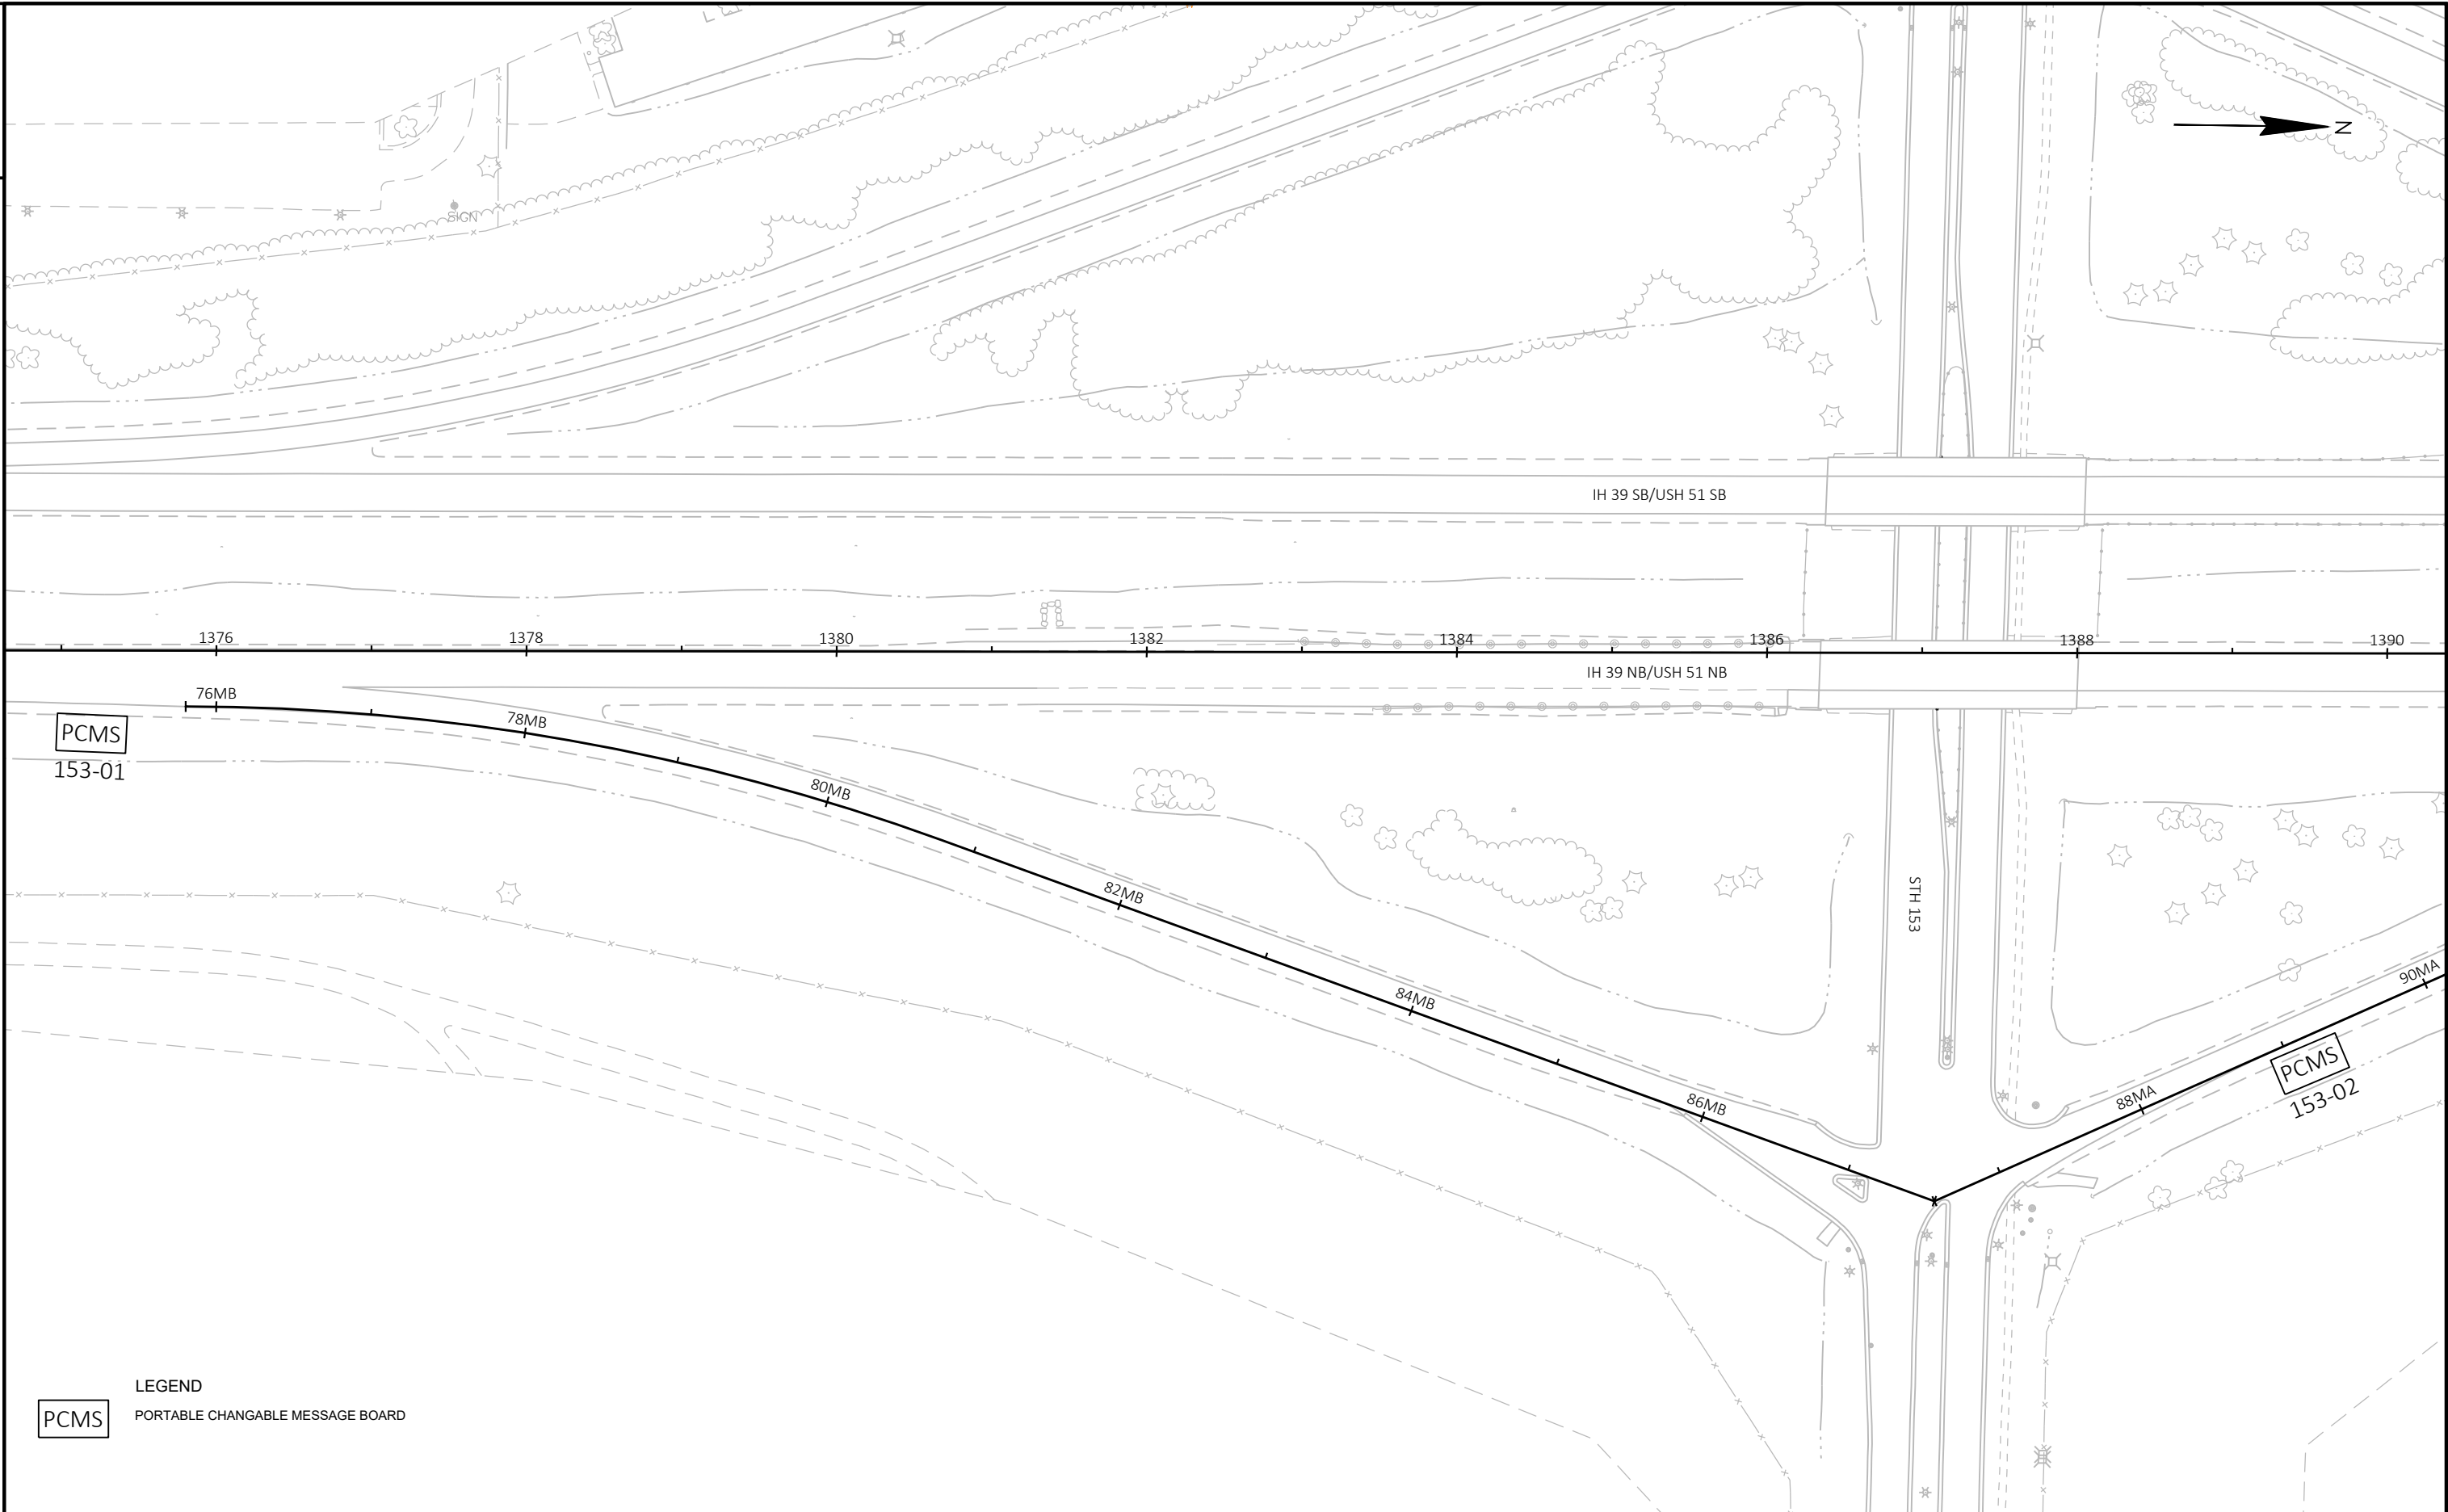 N
SIGN
IH 39 SB/USH 51 SB
1376
1378
1380
1382
1384
1386
1388
1390
IH 39 NB/USH 51 NB
76MB
78MB
80MB
82MB
84MB
86MB
88MA
90MA
PCMS
153-01
STH 153
PCMS
153-02
LEGEND
PCMS
PORTABLE CHANGABLE MESSAGE BOARD